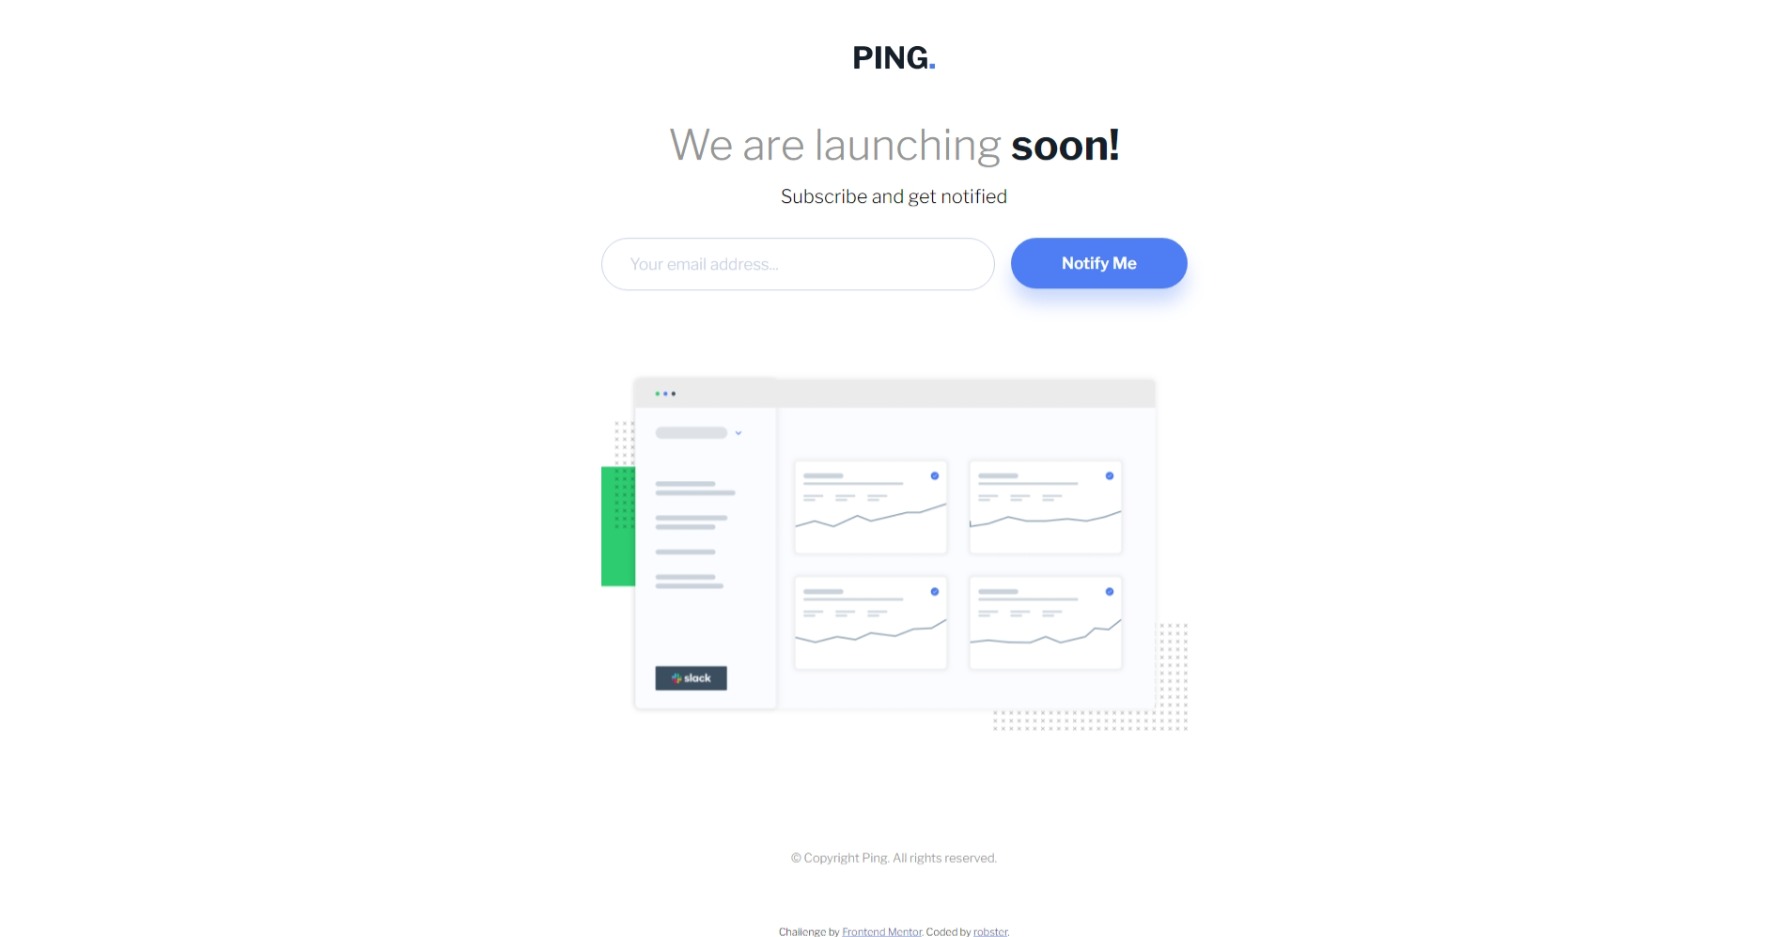 PING.
We are launching soon!
Subscribe and get notified
Your email address...
Notify Me
slack
© Copyright Ping. All rights reserved.
Challenge by Frontend Mentor. Coded by robster.